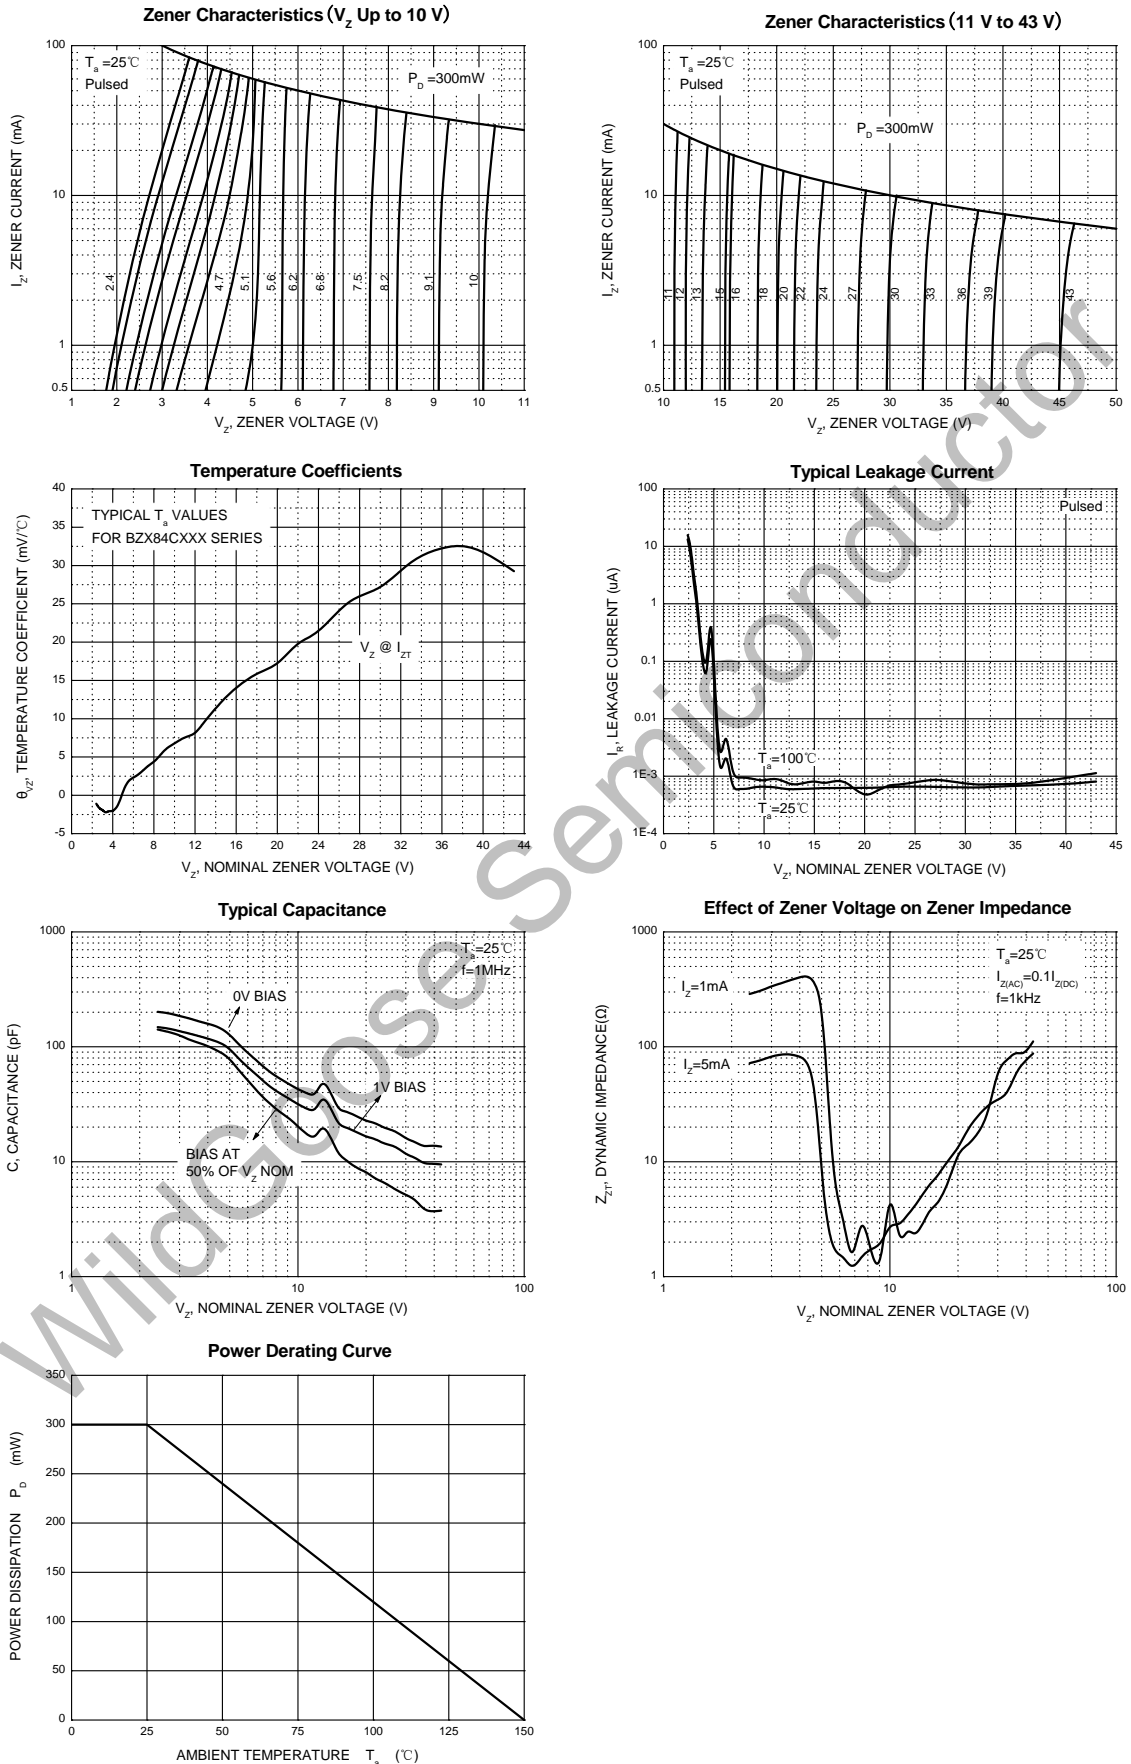 Zener Characteristics (VZ Up to 10 V)
Ta=25℃
Pulsed
PD=300mW
2.4
4.7
5.1
5.6
6.2
6.8
7.5
8.2
9.1
10
100
10
1
0.5
1 2 3 4 5 6 7 8 9 10 11
IZ, ZENER CURRENT (mA)
VZ, ZENER VOLTAGE (V)
Zener Characteristics (11 V to 43 V)
Ta=25℃
Pulsed
PD=300mW
11
12
13
15
16
18
20
22
24
27
30
33
36
39
43
100
10
1
0.5
10 15 20 25 30 35 40 45 50
IZ, ZENER CURRENT (mA)
VZ, ZENER VOLTAGE (V)
Temperature Coefficients
TYPICAL Ta VALUES
FOR BZX84CXXX SERIES
VZ @ IZT
40
35
30
25
20
15
10
5
0
-5
0 4 8 12 16 20 24 28 32 36 40 44
θVZ, TEMPERATURE COEFFICIENT (mV/℃)
VZ, NOMINAL ZENER VOLTAGE (V)
Typical Leakage Current
Pulsed
Ta=100℃
Ta=25℃
100
10
1
0.1
0.01
1E-3
1E-4
0 5 10 15 20 25 30 35 40 45
IR, LEAKAGE CURRENT (uA)
VZ, NOMINAL ZENER VOLTAGE (V)
Typical Capacitance
Ta=25℃
f=1MHz
0V BIAS
1V BIAS
BIAS AT
50% OF VZ NOM
1000
100
10
1
1 10 100
C, CAPACITANCE (pF)
VZ, NOMINAL ZENER VOLTAGE (V)
Effect of Zener Voltage on Zener Impedance
Ta=25℃
IZ(AC)=0.1IZ(DC)
f=1kHz
IZ=1mA
IZ=5mA
1000
100
10
1
1 10 100
ZZT, DYNAMIC IMPEDANCE(Ω)
VZ, NOMINAL ZENER VOLTAGE (V)
Power Derating Curve
350
300
250
200
150
100
50
0
0 25 50 75 100 125 150
POWER DISSIPATION PD (mW)
AMBIENT TEMPERATURE Ta (℃)
WildGoose Semiconductor